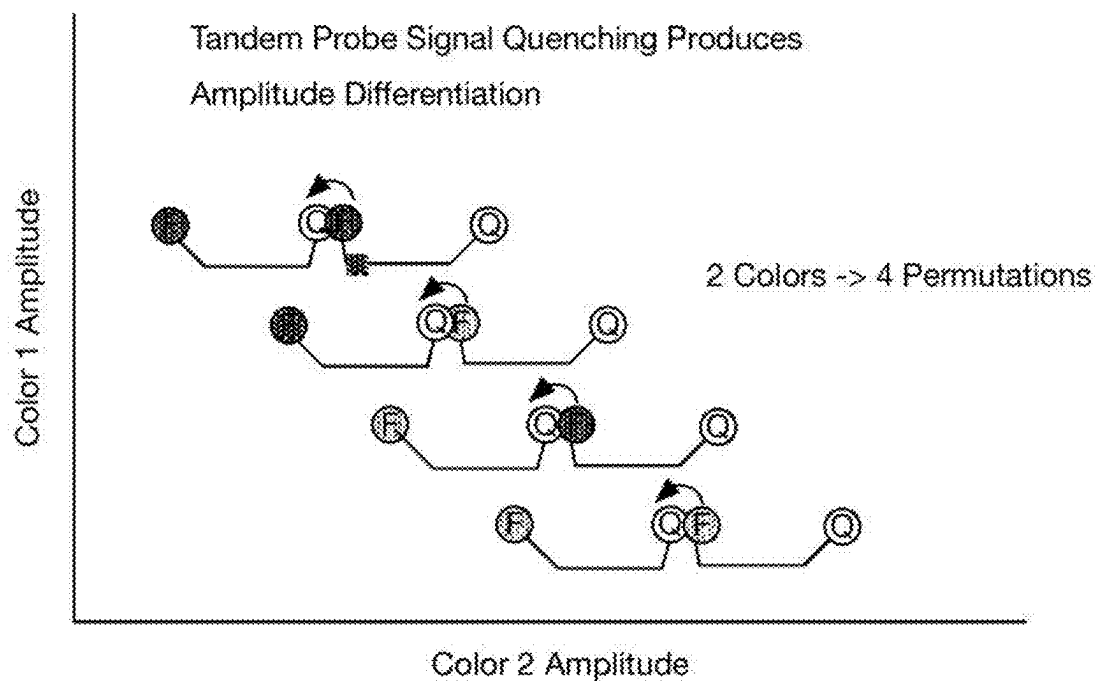 Tandem Probe Signal Quenching Produces
Amplitude Differentiation
Color 1 Amplitude
Q Q
2 Colors -> 4 Permutations
Q F Q
F Q Q
F Q F Q
Color 2 Amplitude